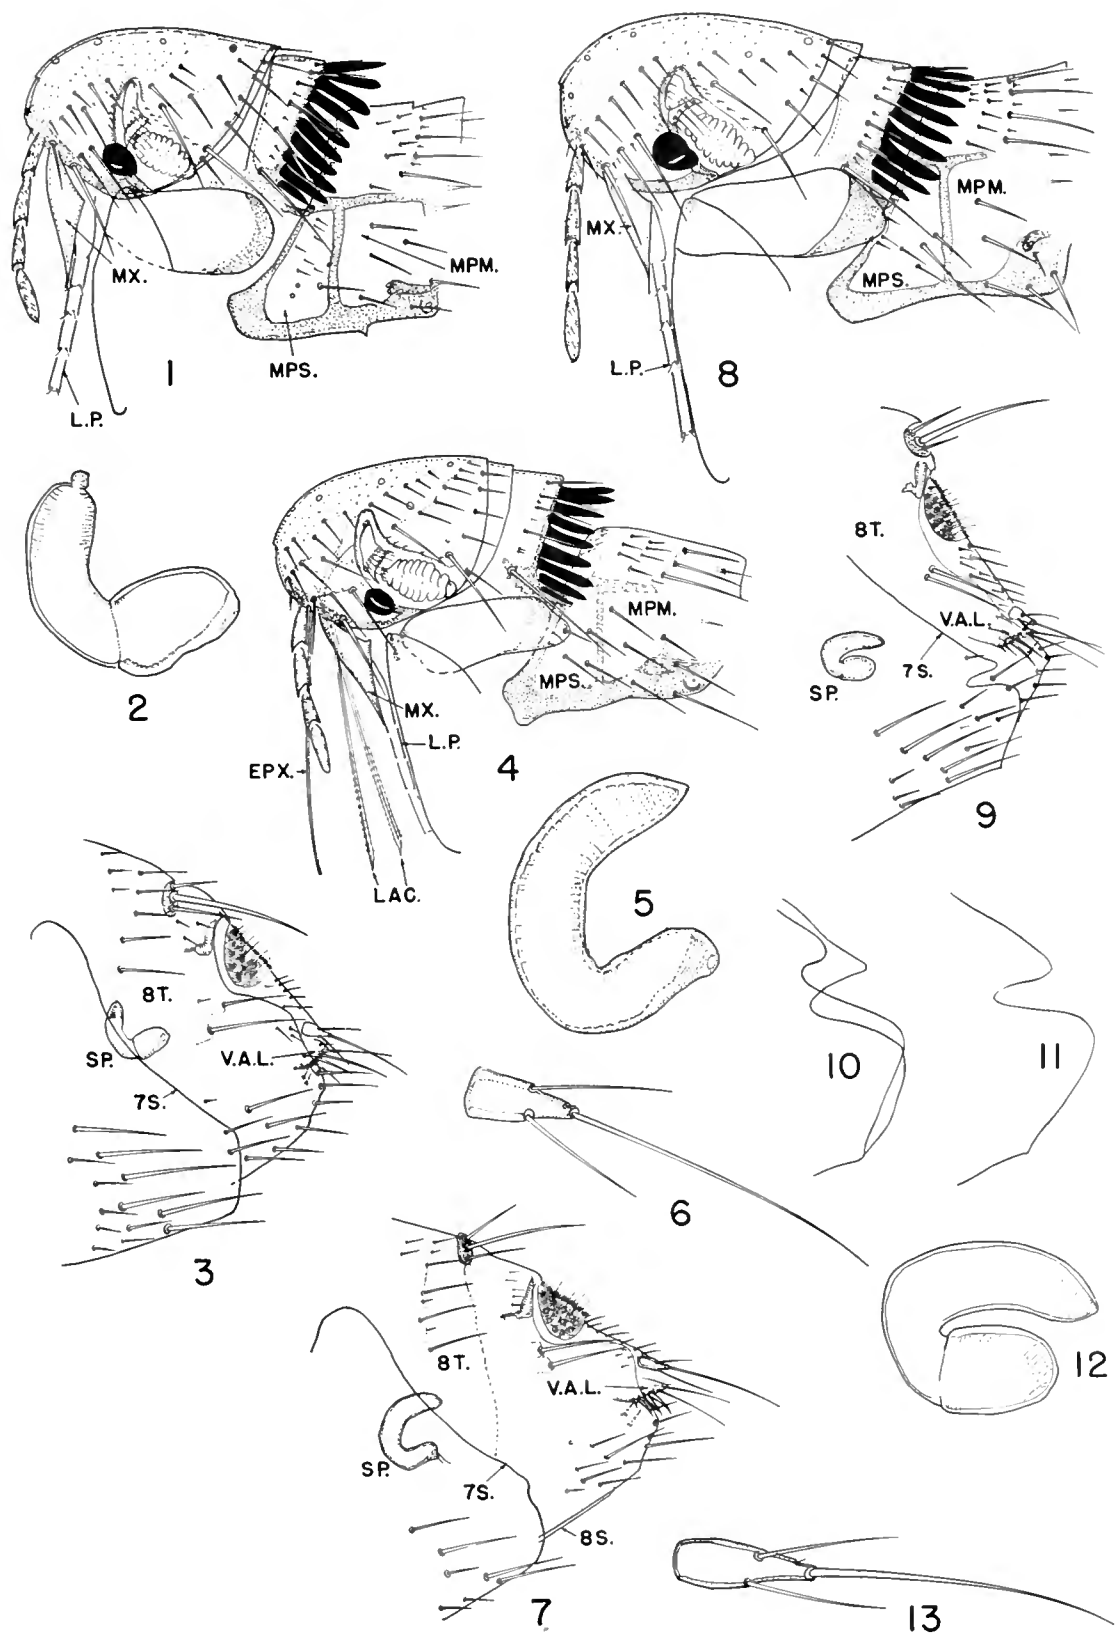 MX.
MPM.
MPS.
L.P.
1
MX.
MPM.
MPS.
L.P.
8
2
MPM.
MPS.
MX.
L.P.
EPX.
LAC.
4
8T.
V.A.L.
7S.
SP.
9
5
8T.
SP.
V.A.L.
7S.
3
10
11
6
8T.
V.A.L.
SP.
7S.
8S.
7
12
13